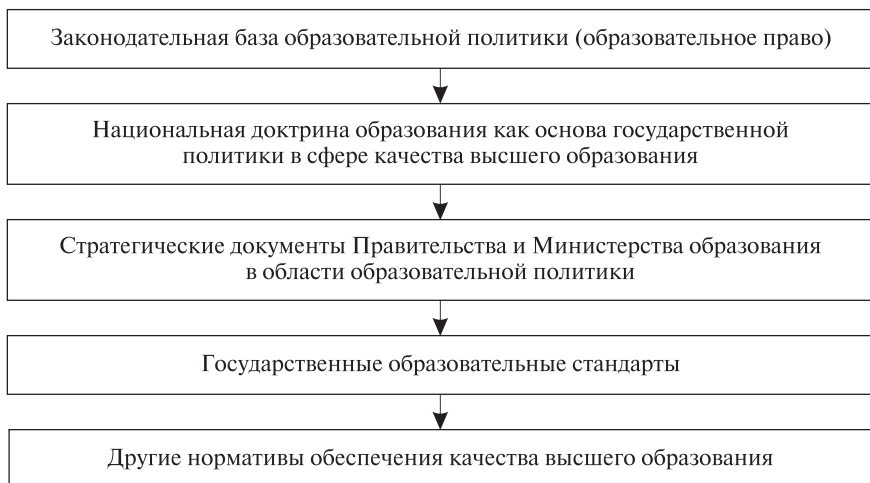 Законодательная база образовательной политики (образовательное право)
Национальная доктрина образования как основа государственной
политики в сфере качества высшего образования
Стратегические документы Правительства и Министерства образования
в области образовательной политики
Государственные образовательные стандарты
Другие нормативы обеспечения качества высшего образования